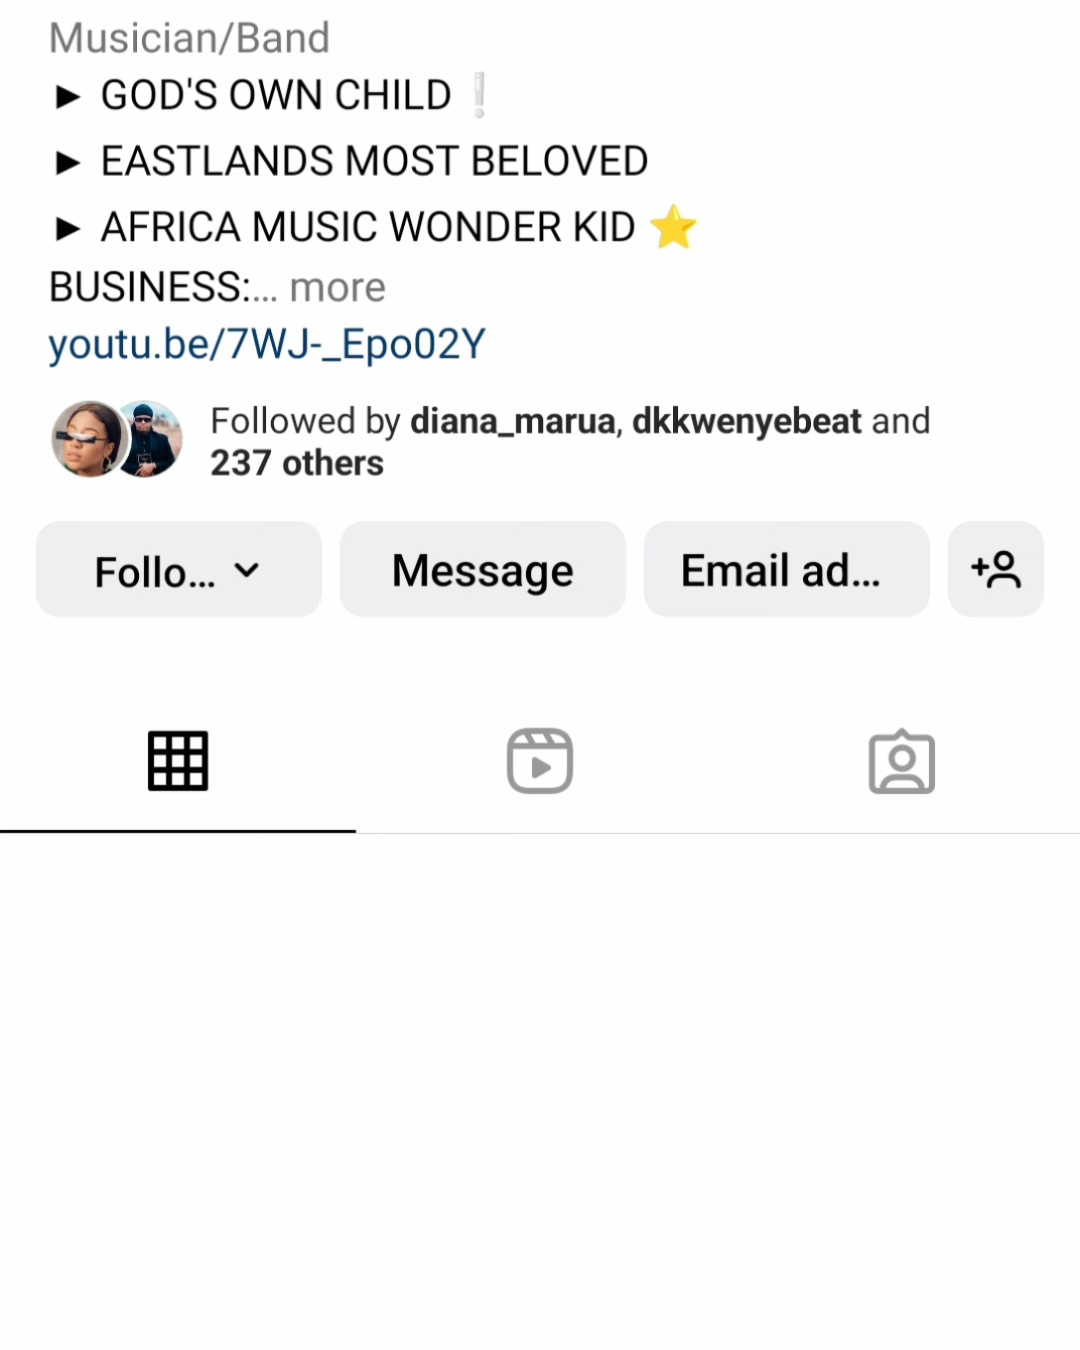 Musician/Band
► GOD'S OWN CHILD ❕
► EASTLANDS MOST BELOVED
► AFRICA MUSIC WONDER KID ⭐
BUSINESS:... more
youtu.be/7WJ-_Epo02Y
Followed by diana_marua, dkkwenyebeat and
237 others
Follo...
Message
Email ad...